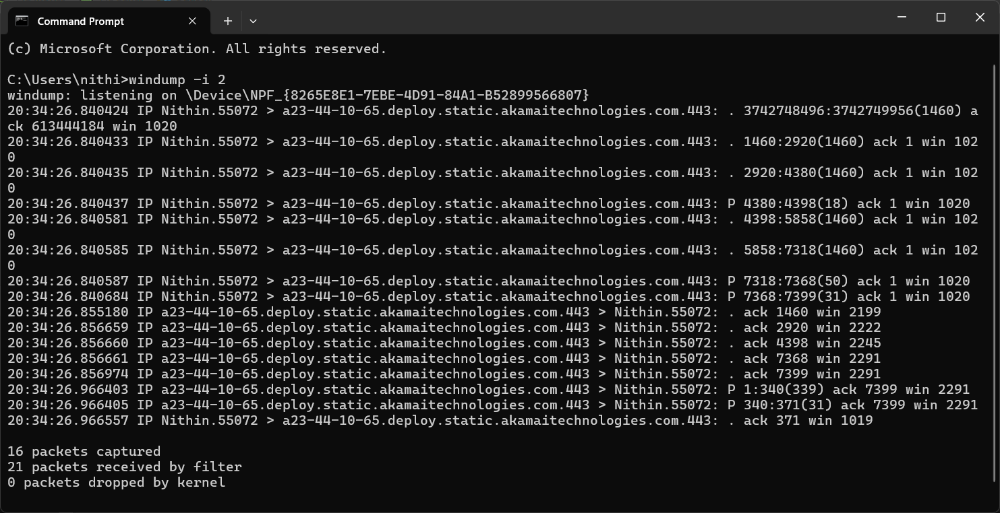 Command Prompt
(c) Microsoft Corporation. All rights reserved.
C:\Users\nithi>windump -i 2
windump: listening on \Device\NPF_{8265E8E1-7EBE-4D91-84A1-B52899566807}
20:34:26.840424 IP Nithin.55072 > a23-44-10-65.deploy.static.akamaitechnologies.com.443: . 3742748496:3742749956(1460) a
ck 613444184 win 1020
20:34:26.840433 IP Nithin.55072 > a23-44-10-65.deploy.static.akamaitechnologies.com.443: . 1460:2920(1460) ack 1 win 102
0
20:34:26.840435 IP Nithin.55072 > a23-44-10-65.deploy.static.akamaitechnologies.com.443: . 2920:4380(1460) ack 1 win 102
0
20:34:26.840437 IP Nithin.55072 > a23-44-10-65.deploy.static.akamaitechnologies.com.443: P 4380:4398(18) ack 1 win 1020
20:34:26.840581 IP Nithin.55072 > a23-44-10-65.deploy.static.akamaitechnologies.com.443: . 4398:5858(1460) ack 1 win 102
0
20:34:26.840585 IP Nithin.55072 > a23-44-10-65.deploy.static.akamaitechnologies.com.443: . 5858:7318(1460) ack 1 win 102
0
20:34:26.840587 IP Nithin.55072 > a23-44-10-65.deploy.static.akamaitechnologies.com.443: P 7318:7368(50) ack 1 win 1020
20:34:26.840684 IP Nithin.55072 > a23-44-10-65.deploy.static.akamaitechnologies.com.443: P 7368:7399(31) ack 1 win 1020
20:34:26.855180 IP a23-44-10-65.deploy.static.akamaitechnologies.com.443 > Nithin.55072: . ack 1460 win 2199
20:34:26.856659 IP a23-44-10-65.deploy.static.akamaitechnologies.com.443 > Nithin.55072: . ack 2920 win 2222
20:34:26.856660 IP a23-44-10-65.deploy.static.akamaitechnologies.com.443 > Nithin.55072: . ack 4398 win 2245
20:34:26.856661 IP a23-44-10-65.deploy.static.akamaitechnologies.com.443 > Nithin.55072: . ack 7368 win 2291
20:34:26.856974 IP a23-44-10-65.deploy.static.akamaitechnologies.com.443 > Nithin.55072: . ack 7399 win 2291
20:34:26.966403 IP a23-44-10-65.deploy.static.akamaitechnologies.com.443 > Nithin.55072: P 1:340(339) ack 7399 win 2291
20:34:26.966405 IP a23-44-10-65.deploy.static.akamaitechnologies.com.443 > Nithin.55072: P 340:371(31) ack 7399 win 2291
20:34:26.966557 IP Nithin.55072 > a23-44-10-65.deploy.static.akamaitechnologies.com.443: . ack 371 win 1019
16 packets captured
21 packets received by filter
0 packets dropped by kernel